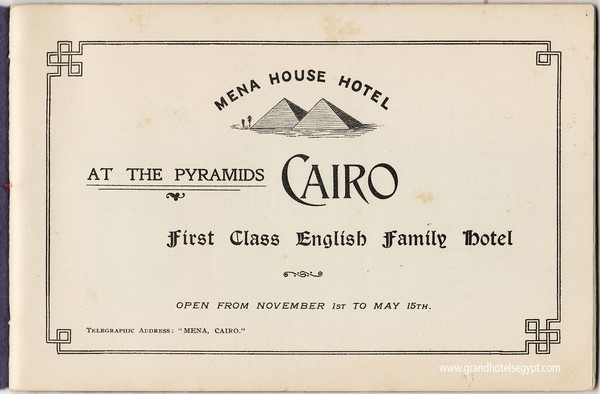 MENA HOUSE HOTEL
AT THE PYRAMIDS CAIRO
First Class English Family Hotel
OPEN FROM NOVEMBER 1ST TO MAY 15TH.
TELEGRAPHIC ADDRESS: "MENA, CAIRO."
www.grandhotelsegypt.com